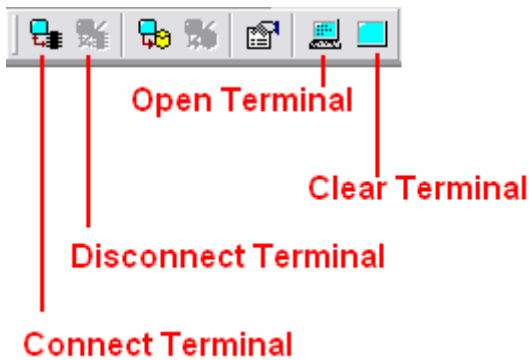 Open Terminal
Clear Terminal
Disconnect Terminal
Connect Terminal